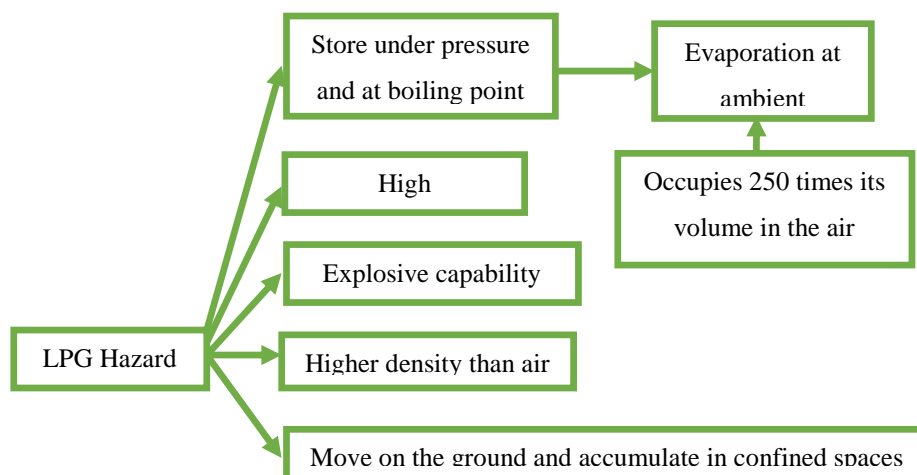 Store under pressure
and at boiling point
Evaporation at
ambient
High
Occupies 250 times its
volume in the air
Explosive capability
LPG Hazard
Higher density than air
Move on the ground and accumulate in confined spaces